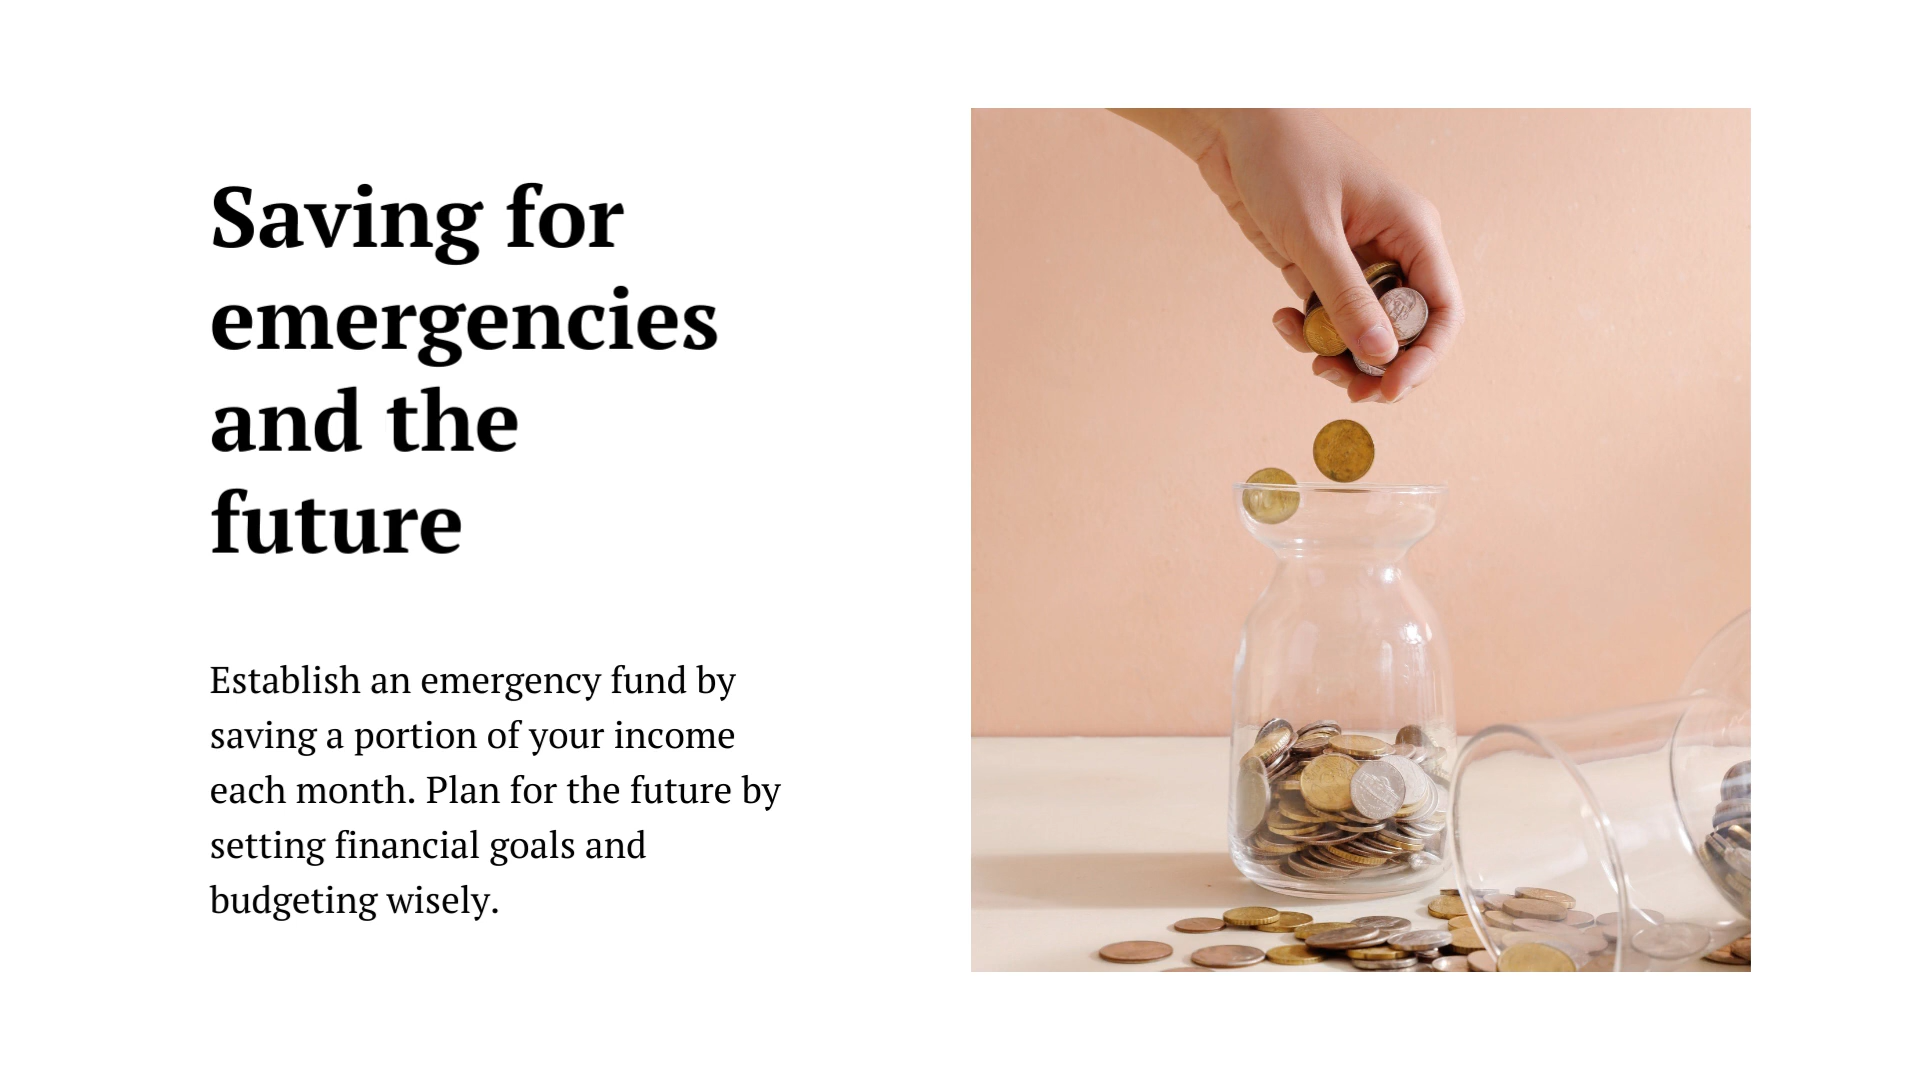 Saving for
emergencies
and the
future
Establish an emergency fund by
saving a portion of your income
each month. Plan for the future by
setting financial goals and
budgeting wisely.